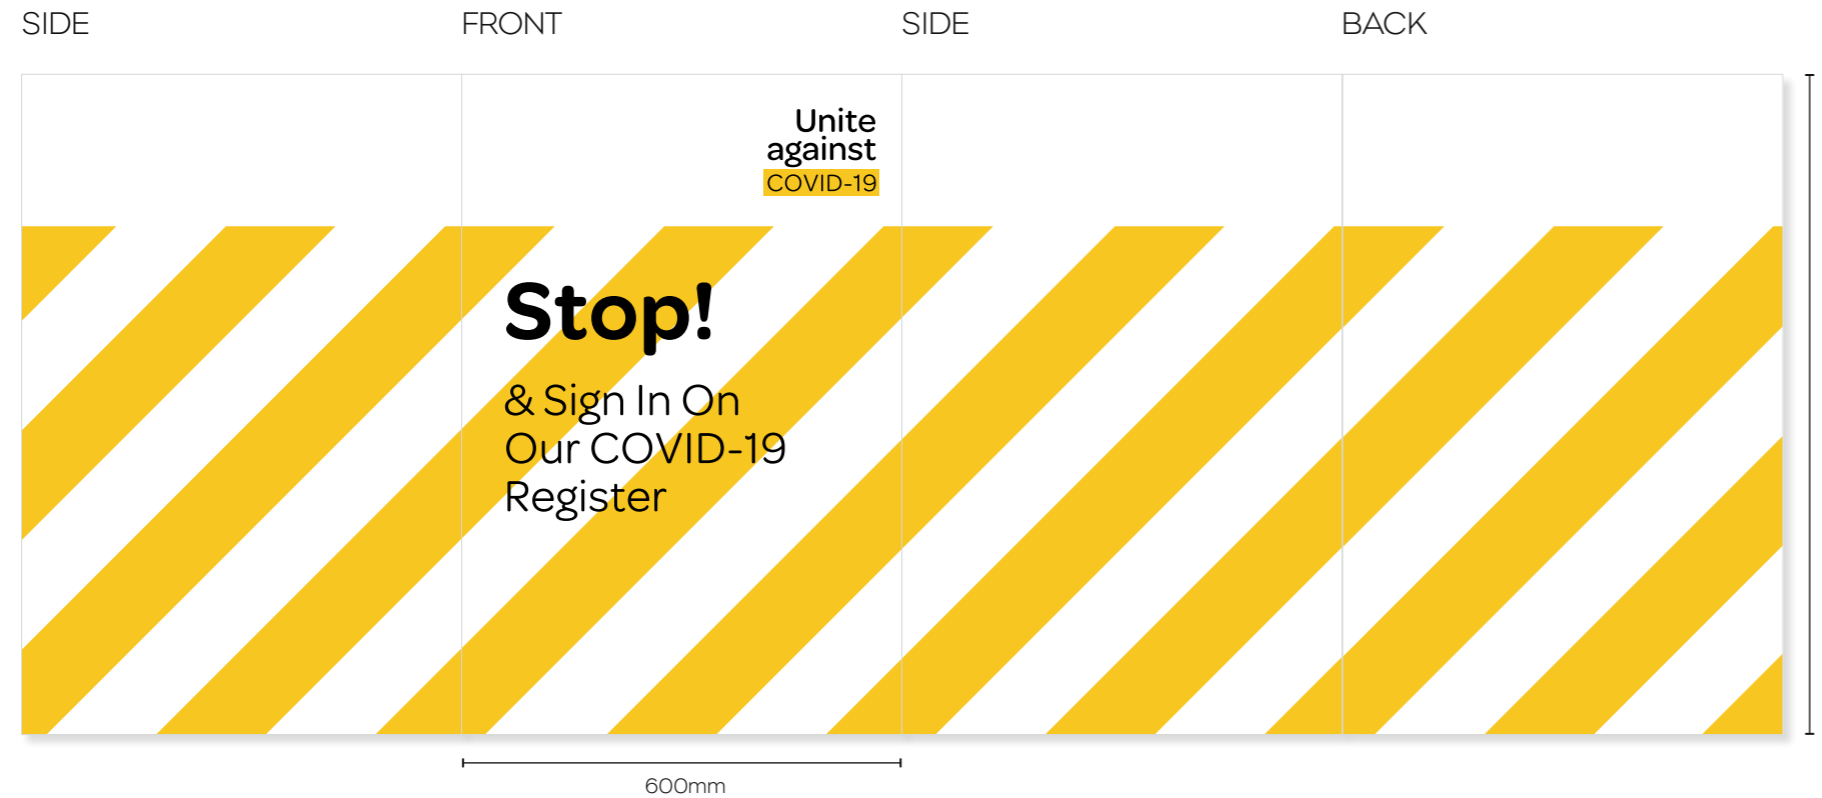 SIDE
FRONT
SIDE
BACK
Unite
against
COVID-19
Stop!
& Sign In On
Our COVID-19
Register
600mm